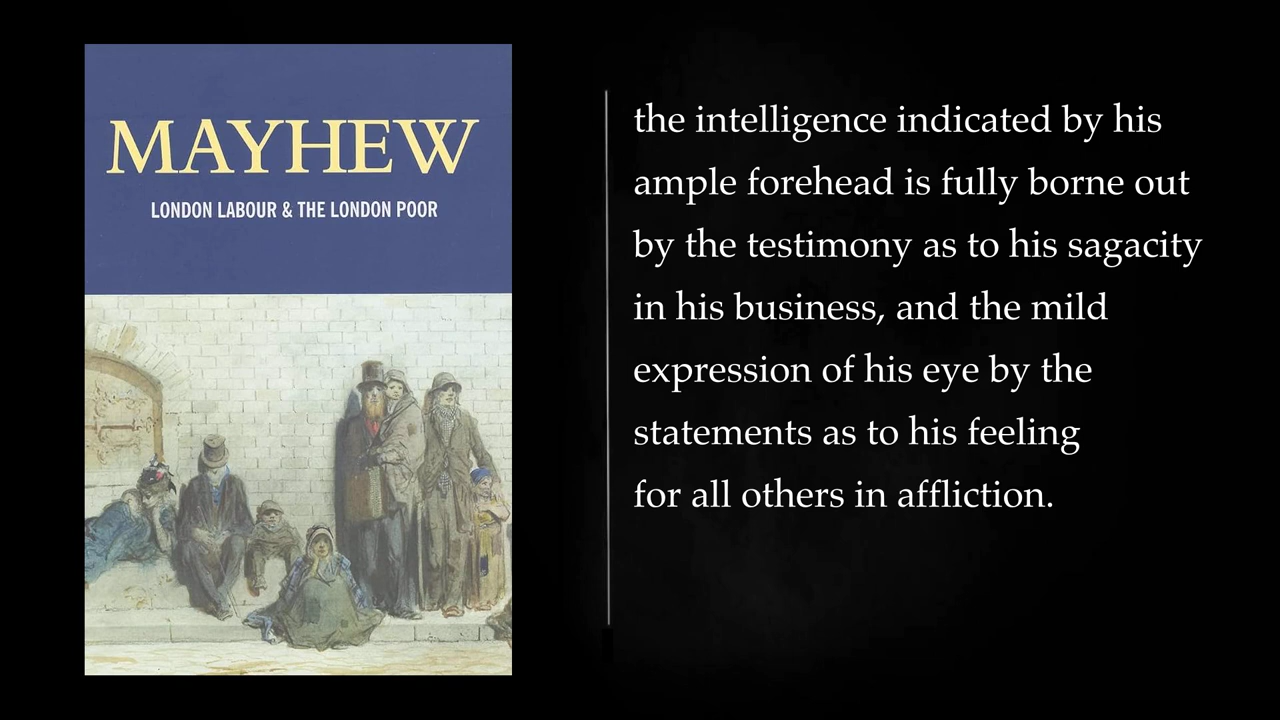 MAYHEW
LONDON LABOUR & THE LONDON POOR
the intelligence indicated by his
ample forehead is fully borne out
by the testimony as to his sagacity
in his business, and the mild
expression of his eye by the
statements as to his feeling
for all others in affliction.